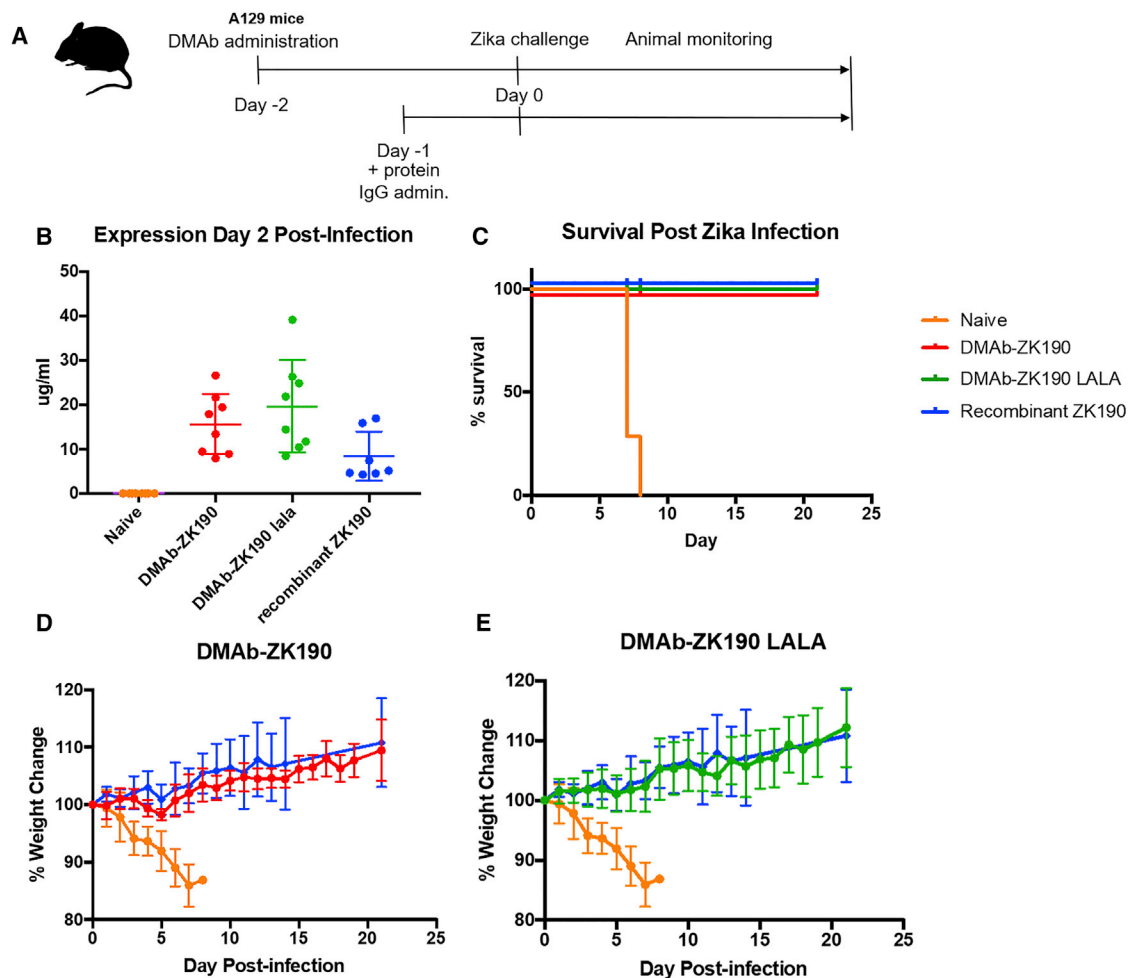 A
A129 mice
DMAb administration
Zika challenge
Animal monitoring
Day -2
Day 0
Day -1
+ protein
IgG admin.
B
Expression Day 2 Post-Infection
ug/ml
50
40
30
20
10
0
Naive
DMAb-ZK190
DMAb-ZK190 lala
recombinant ZK190
C
Survival Post Zika Infection
% survival
100
50
0
0 5 10 15 20 25
Day
Naive
DMAb-ZK190
DMAb-ZK190 LALA
Recombinant ZK190
D
DMAb-ZK190
% Weight Change
120
110
100
90
80
0 5 10 15 20 25
Day Post-infection
E
DMAb-ZK190 LALA
% Weight Change
120
110
100
90
80
0 5 10 15 20 25
Day Post-infection